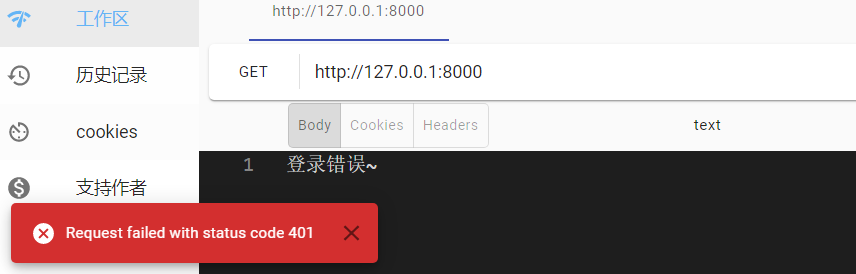 工作区
历史记录
cookies
支持作者
http://127.0.0.1:8000
GET
http://127.0.0.1:8000
Body
Cookies
Headers
text
1
登录错误~
Request failed with status code 401